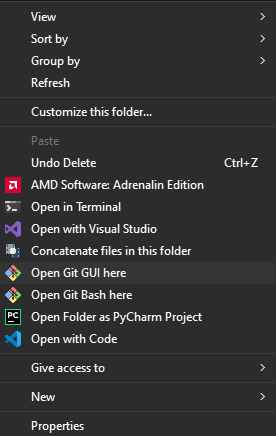 View
Sort by
Group by
Refresh
Customize this folder...
Paste
Undo Delete Ctrl+Z
AMD Software: Adrenalin Edition
Open in Terminal
Open with Visual Studio
Concatenate files in this folder
Open Git GUI here
Open Git Bash here
PC Open Folder as PyCharm Project
Open with Code
Give access to
New
Properties